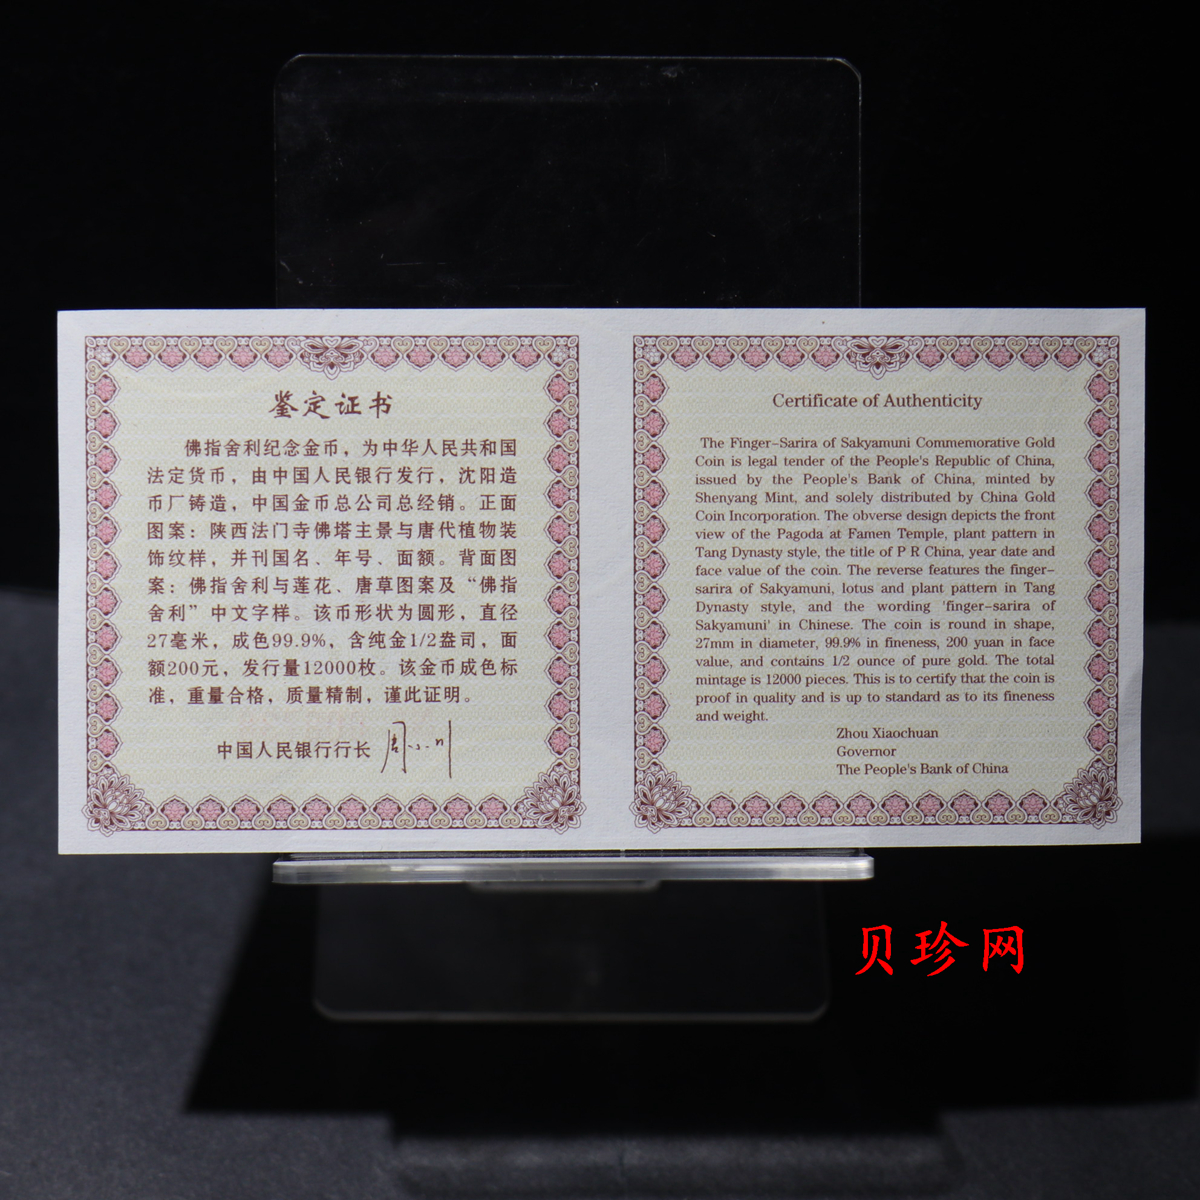 鉴定证书
佛指舍利纪念金币，为中华人民共和国
法定货币，由中国人民银行发行，沈阳造
币厂铸造，中国金币总公司总经销。正面
图案：陕西法门寺佛塔主景与唐代植物装
饰纹样，并刊国名、年号、面额。背面图
案：佛指舍利与莲花、唐草图案及“佛指
舍利”中文字样。该币形状为圆形，直径
27毫米，成色99.9%，含纯金1/2盎司，面
额200元，发行量12000枚。该金币成色标
准，重量合格，质量精制，谨此证明。
中国人民银行行长 周小川
Certificate of Authenticity
The Finger-Sarira of Sakyamuni Commemorative Gold
Coin is legal tender of the People's Republic of China,
issued by the People's Bank of China, minted by
Shenyang Mint, and solely distributed by China Gold
Coin Incorporation. The obverse design depicts the front
view of the Pagoda at Famen Temple, plant pattern in
Tang Dynasty style, the title of P R China, year date and
face value of the coin. The reverse features the finger-
sarira of Sakyamuni, lotus and plant pattern in Tang
Dynasty style, and the wording 'finger-sarira of
Sakyamuni' in Chinese. The coin is round in shape,
27mm in diameter, 99.9% in fineness, 200 yuan in face
value, and contains 1/2 ounce of pure gold. The total
mintage is 12000 pieces. This is to certify that the coin is
proof in quality and is up to standard as to its fineness
and weight.
Zhou Xiaochuan
Governor
The People's Bank of China
贝珍网